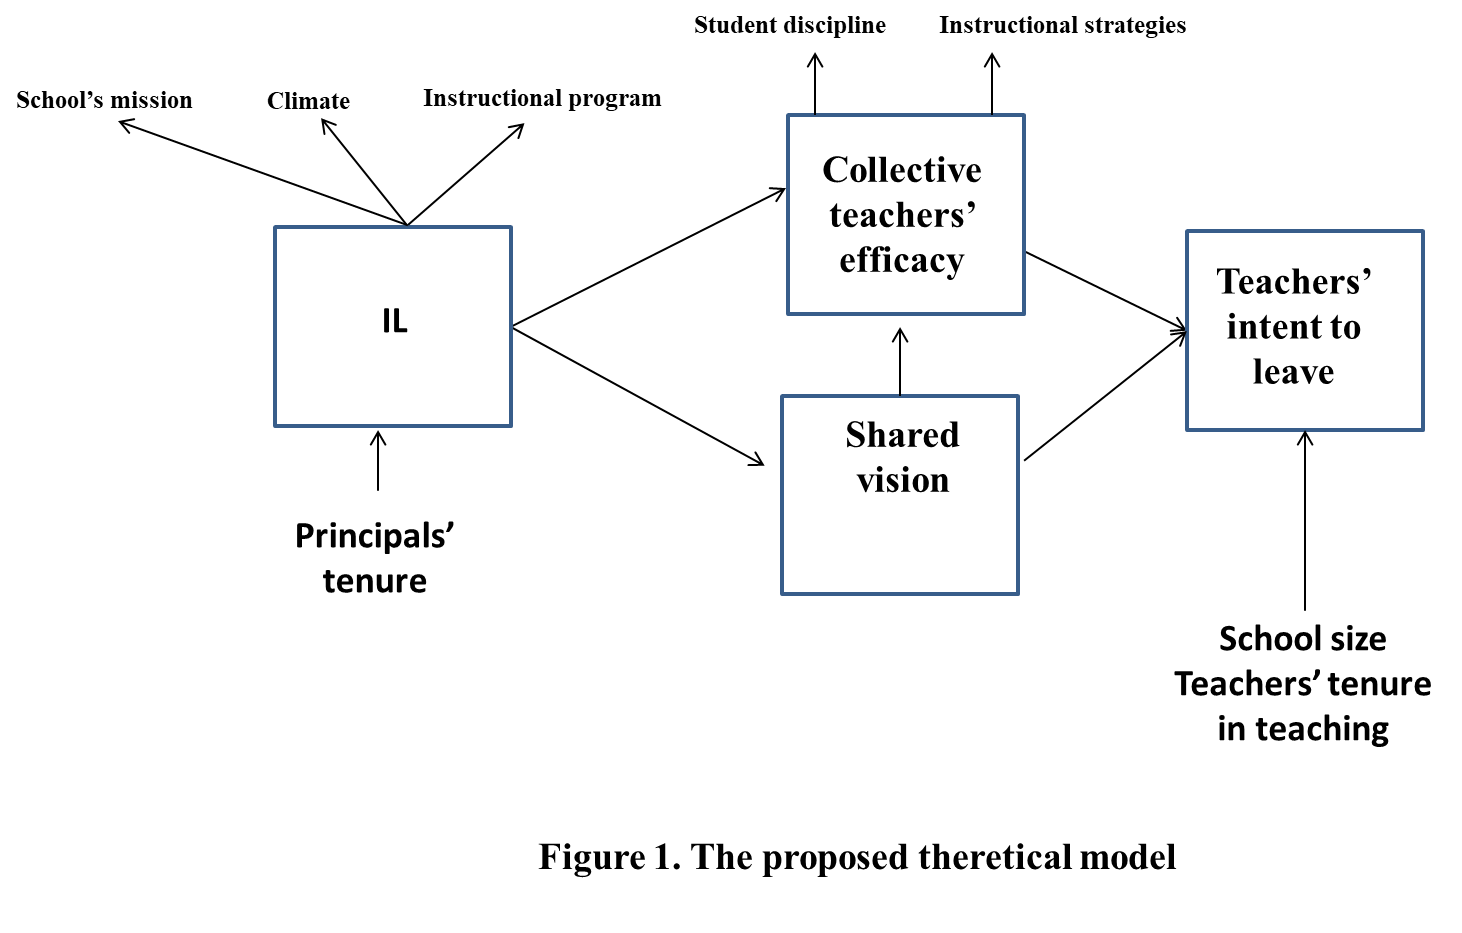 Student discipline
Instructional strategies
School’s mission
Climate
Instructional program
Collective
teachers’
efficacy
IL
Teachers’
intent to
leave
Shared
vision
Principals’
tenure
School size
Teachers’ tenure
in teaching
Figure 1. The proposed theretical model